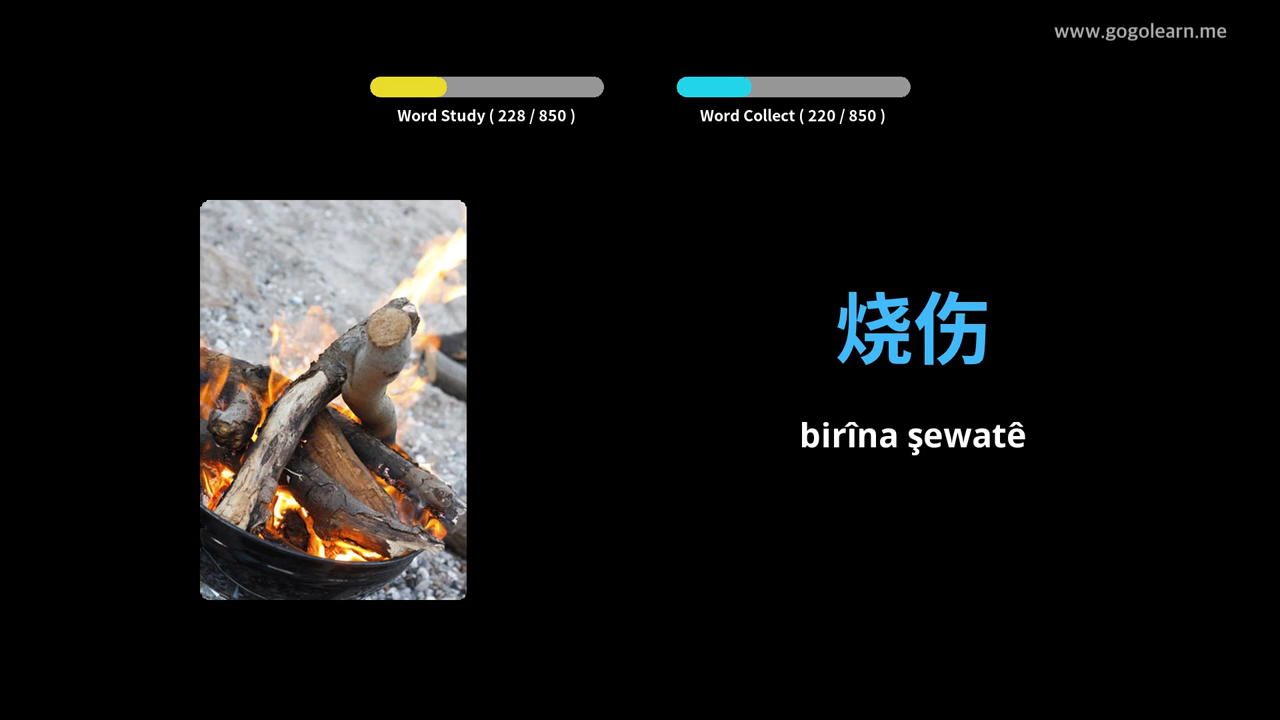 www.gogolearn.me
Word Study ( 228 / 850 )
Word Collect ( 220 / 850 )
烧伤
birîna şewatê